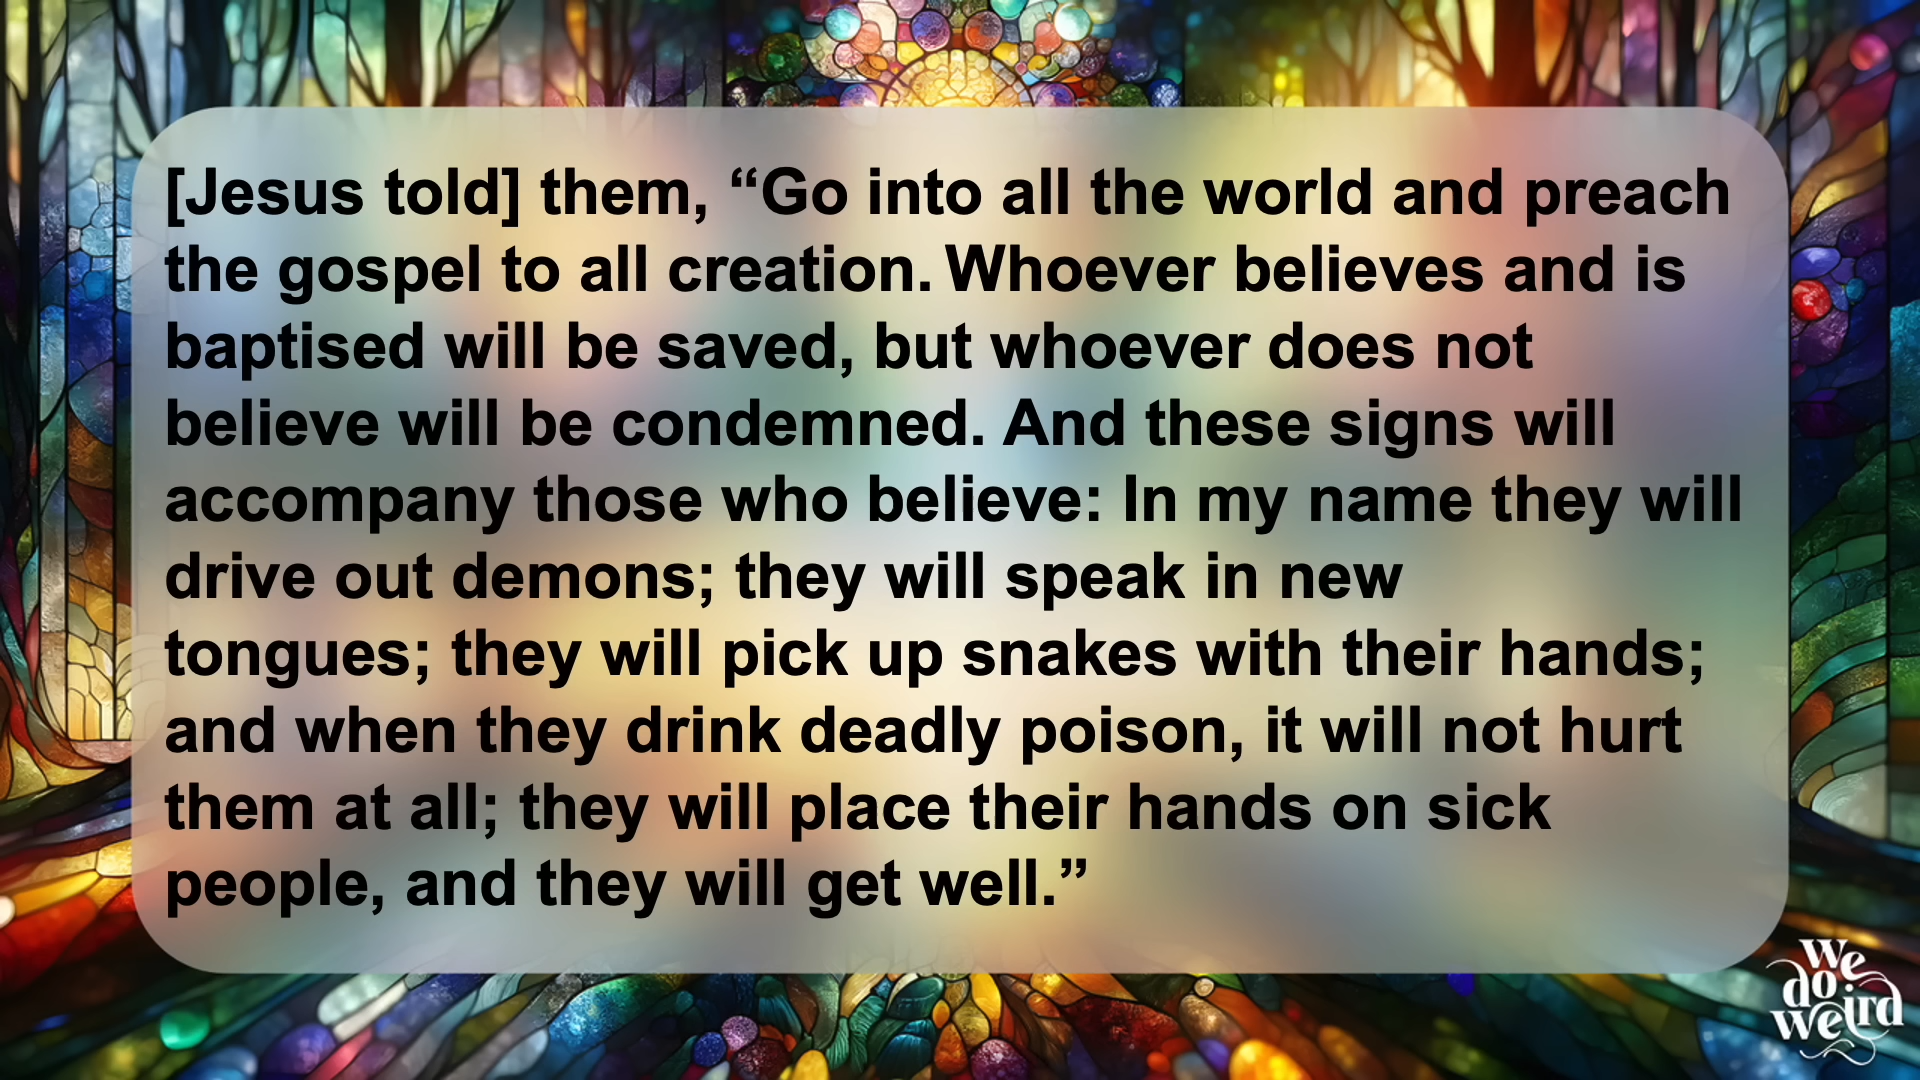 [Jesus told] them, “Go into all the world and preach
the gospel to all creation. Whoever believes and is
baptised will be saved, but whoever does not
believe will be condemned. And these signs will
accompany those who believe: In my name they will
drive out demons; they will speak in new
tongues; they will pick up snakes with their hands;
and when they drink deadly poison, it will not hurt
them at all; they will place their hands on sick
people, and they will get well.”
We
do
weird